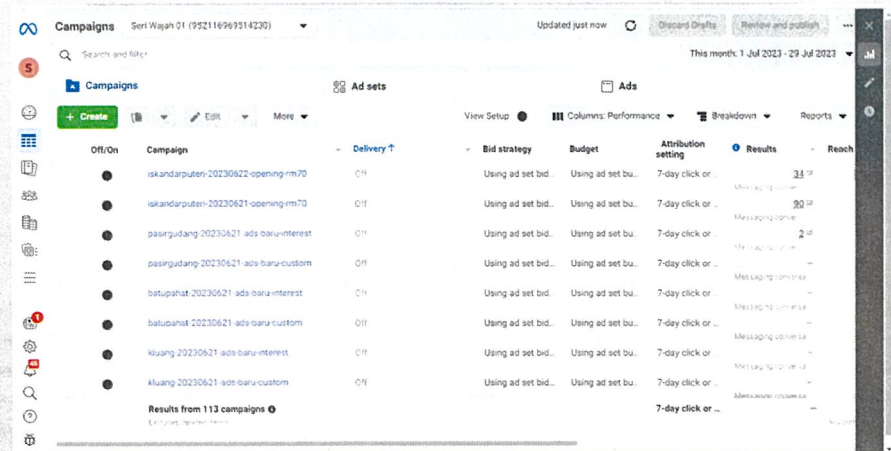 Campaigns Seri Wajah 01 (952116969514230) Updated just now Discard Drafts Review and publish
S Search and filter This month: 1 Jul 2023 - 29 Jul 2023
Campaigns Ad sets Ads
+ Create Edit More View Setup Columns: Performance Breakdown Reports
Off/On Campaign Delivery ↑ Bid strategy Budget Attribution setting Results Reach
iskandarputeri-20230622-opening-rm70 Off Using ad set bid... Using ad set bu... 7-day click or ... 34
iskandarputeri-20230621-opening-rm70 Off Using ad set bid... Using ad set bu... 7-day click or ... 90
pasirgudang-20230621-ads-baru-interest Off Using ad set bid... Using ad set bu... 7-day click or ... 2
pasirgudang-20230621-ads-baru-custom Off Using ad set bid... Using ad set bu... 7-day click or ... —
Messaging conversa
batupahat-20230621-ads-baru-interest Off Using ad set bid... Using ad set bu... 7-day click or ... —
Messaging conversa
batupahat-20230621-ads-baru-custom Off Using ad set bid... Using ad set bu... 7-day click or ... —
Messaging conversa
kluang-20230621-ads-baru-interest Off Using ad set bid... Using ad set bu... 7-day click or ... —
Messaging conversa
kluang-20230621-ads-baru-custom Off Using ad set bid... Using ad set bu... 7-day click or ... —
Messaging conversa
Results from 113 campaigns 7-day click or ... —